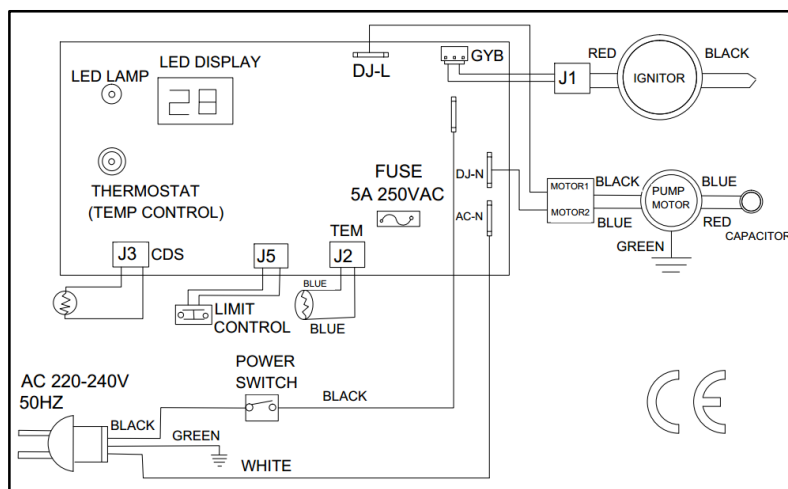 LED DISPLAY
LED LAMP
28
DJ-L
GYB
J1
RED
BLACK
IGNITOR
THERMOSTAT
(TEMP CONTROL)
FUSE
5A 250VAC
DJ-N
AC-N
MOTOR1
MOTOR2
BLACK
BLUE
PUMP
MOTOR
BLUE
RED
CAPACITOR
GREEN
J3
CDS
J5
TEM
J2
LIMIT
CONTROL
BLUE
BLUE
POWER
SWITCH
BLACK
AC 220-240V
50HZ
BLACK
GREEN
WHITE
CE